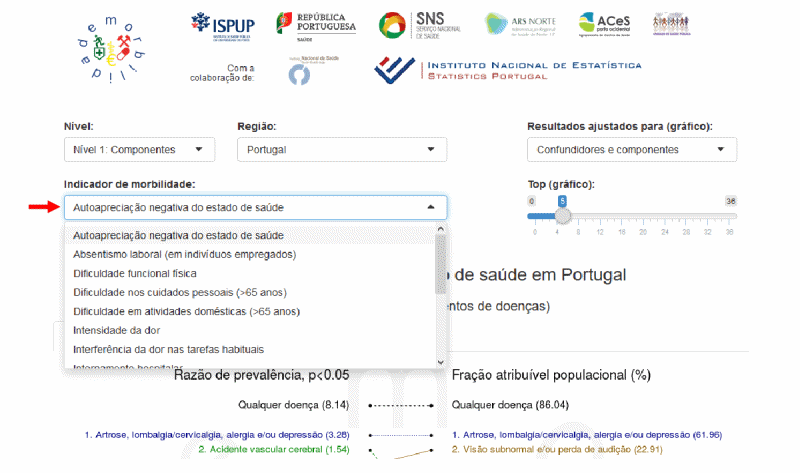 demorbilidade
ISPUP
REPÚBLICA
PORTUGUESA
SAÚDE
SNS
SERVIÇO NACIONAL
DE SAÚDE
ARS NORTE
ACeS
porto ocidental
Com a
colaboração de:
INSTITUTO NACIONAL DE ESTATÍSTICA
STATISTICS PORTUGAL
Nível:
Região:
Resultados ajustados para (gráfico):
Nível 1: Componentes
Portugal
Confundidores e componentes
Indicador de morbilidade:
Top (gráfico):
Autoapreciação negativa do estado de saúde
0 5 36
0 4 8 12 16 20 24 28 32 36
Autoapreciação negativa do estado de saúde
Absentismo laboral (em indivíduos empregados)
Dificuldade funcional física
de saúde em Portugal
Dificuldade nos cuidados pessoais (>65 anos)
Dificuldade em atividades domésticas (>65 anos)
ntos de doenças)
Intensidade da dor
Interferência da dor nas tarefas habituais
Internamento hospitalar
Razão de prevalência, p<0.05
Fração atribuível populacional (%)
Qualquer doença (8.14)
Qualquer doença (86.04)
1. Artrose, lombalgia/cervicalgia, alergia e/ou depressão (3.28)
1. Artrose, lombalgia/cervicalgia, alergia e/ou depressão (61.96)
2. Acidente vascular cerebral (1.54)
2. Visão subnormal e/ou perda de audição (22.91)